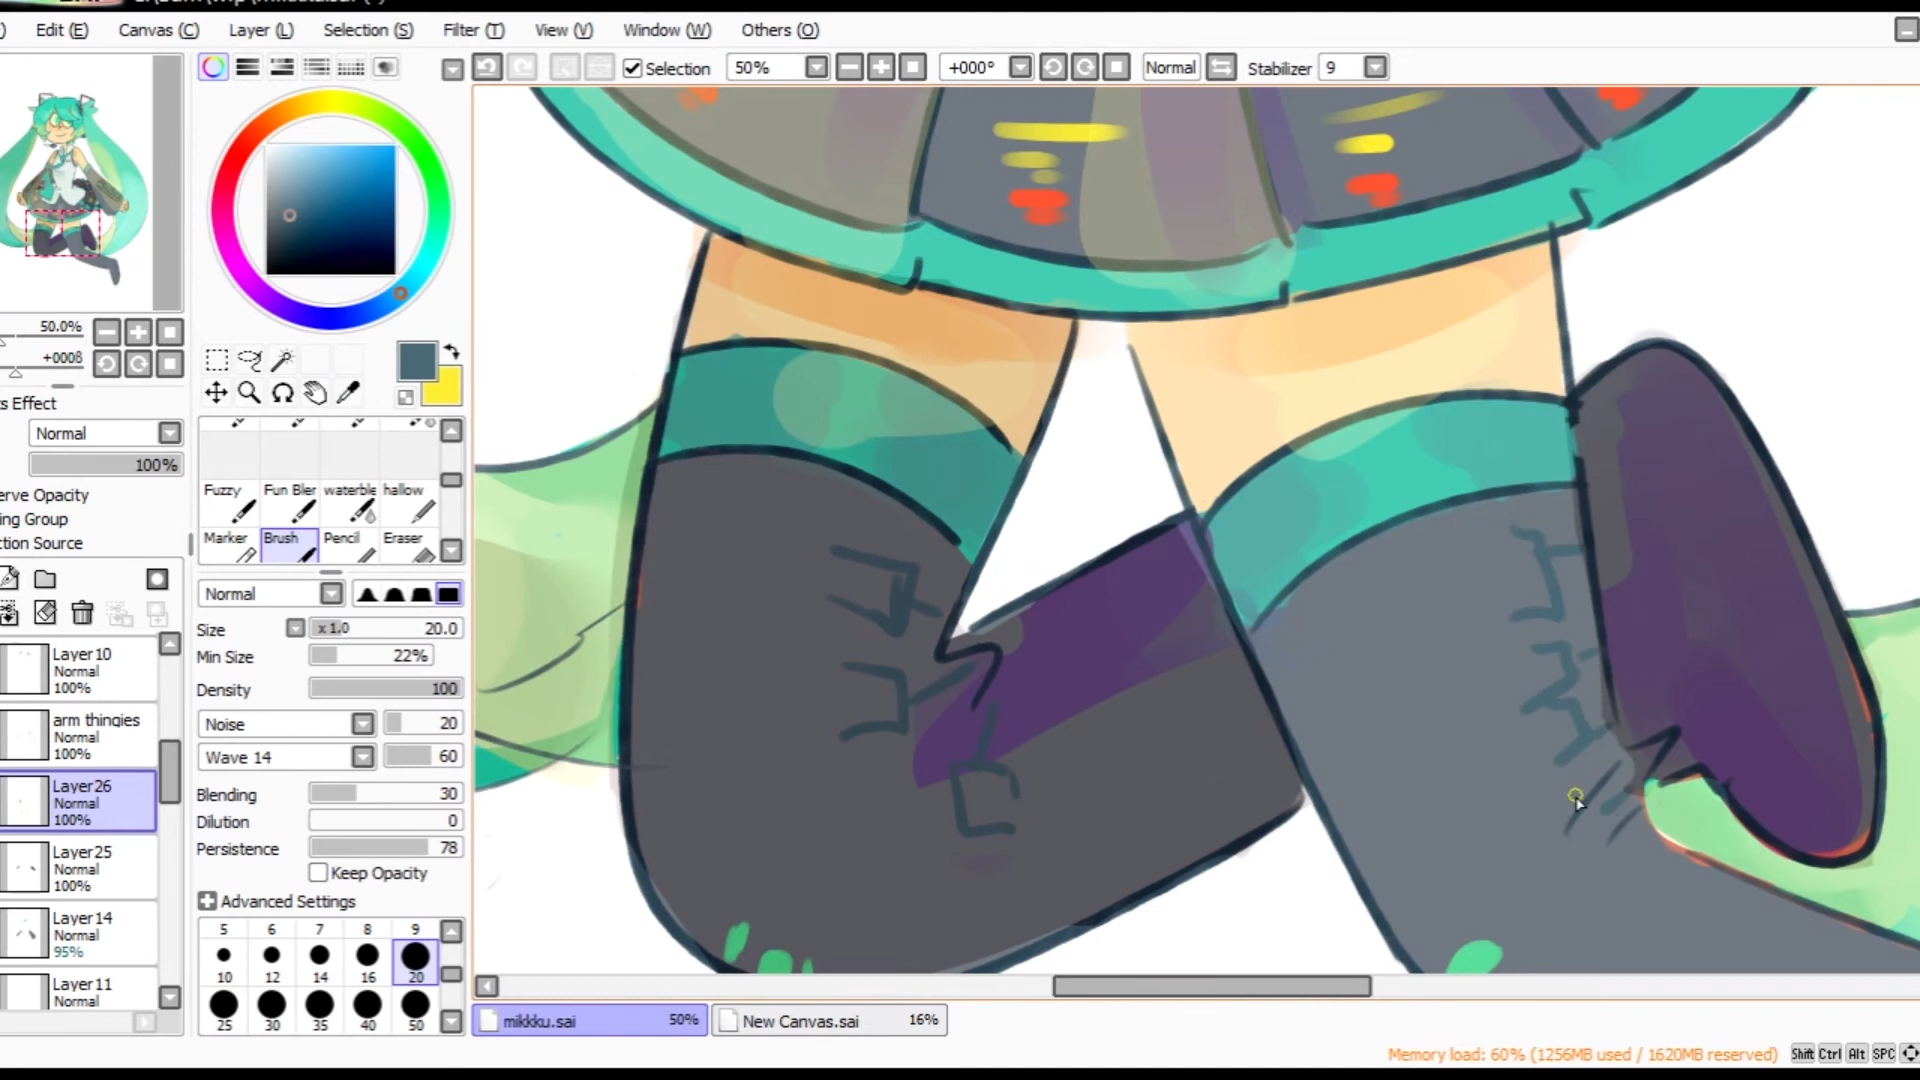 Edit (E) Canvas (C) Layer (L) Selection (S) Filter (T) View (V) Window (W) Others (O)
Selection 50% +000° Normal Stabilizer 9
50.0%
+000ß
s Effect
Normal
100%
erve Opacity
ing Group
ction Source
Fuzzy Fun Bler waterble hallow
Marker Brush Pencil Eraser
Normal
Size x 1.0 20.0
Min Size 22%
Density 100
Noise 20
Wave 14 60
Blending 30
Dilution 0
Persistence 78
Keep Opacity
Advanced Settings
5 6 7 8 9
10 12 14 16 20
25 30 35 40 50
Layer10
Normal
100%
arm thingies
Normal
100%
Layer26
Normal
100%
Layer25
Normal
100%
Layer14
Normal
95%
Layer11
Normal
mikkku.sai 50% New Canvas.sai 16%
Memory load: 60% (1256MB used / 1620MB reserved) Shift Ctrl Alt SPC